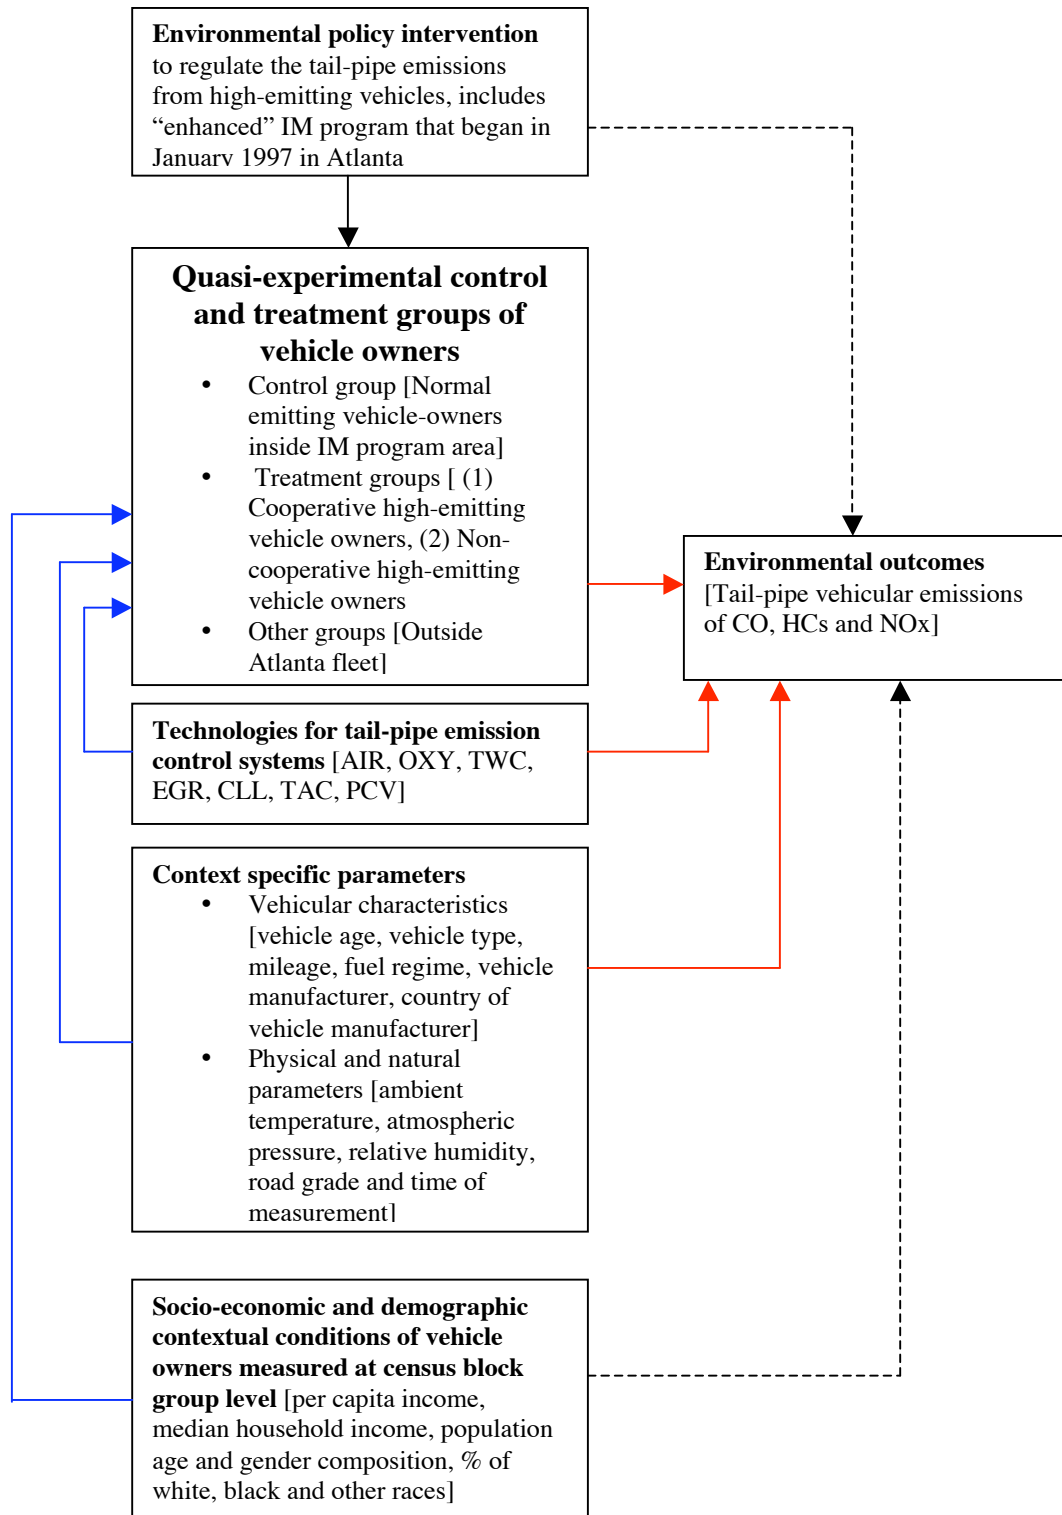 Environmental policy intervention
to regulate the tail-pipe emissions
from high-emitting vehicles, includes
“enhanced” IM program that began in
January 1997 in Atlanta
Quasi-experimental control
and treatment groups of
vehicle owners
• Control group [Normal
emitting vehicle-owners
inside IM program area]
• Treatment groups [ (1)
Cooperative high-emitting
vehicle owners, (2) Non-
cooperative high-emitting
vehicle owners
• Other groups [Outside
Atlanta fleet]
Environmental outcomes
[Tail-pipe vehicular emissions
of CO, HCs and NOx]
Technologies for tail-pipe emission
control systems [AIR, OXY, TWC,
EGR, CLL, TAC, PCV]
Context specific parameters
• Vehicular characteristics
[vehicle age, vehicle type,
mileage, fuel regime, vehicle
manufacturer, country of
vehicle manufacturer]
• Physical and natural
parameters [ambient
temperature, atmospheric
pressure, relative humidity,
road grade and time of
measurement]
Socio-economic and demographic
contextual conditions of vehicle
owners measured at census block
group level [per capita income,
median household income, population
age and gender composition, % of
white, black and other races]